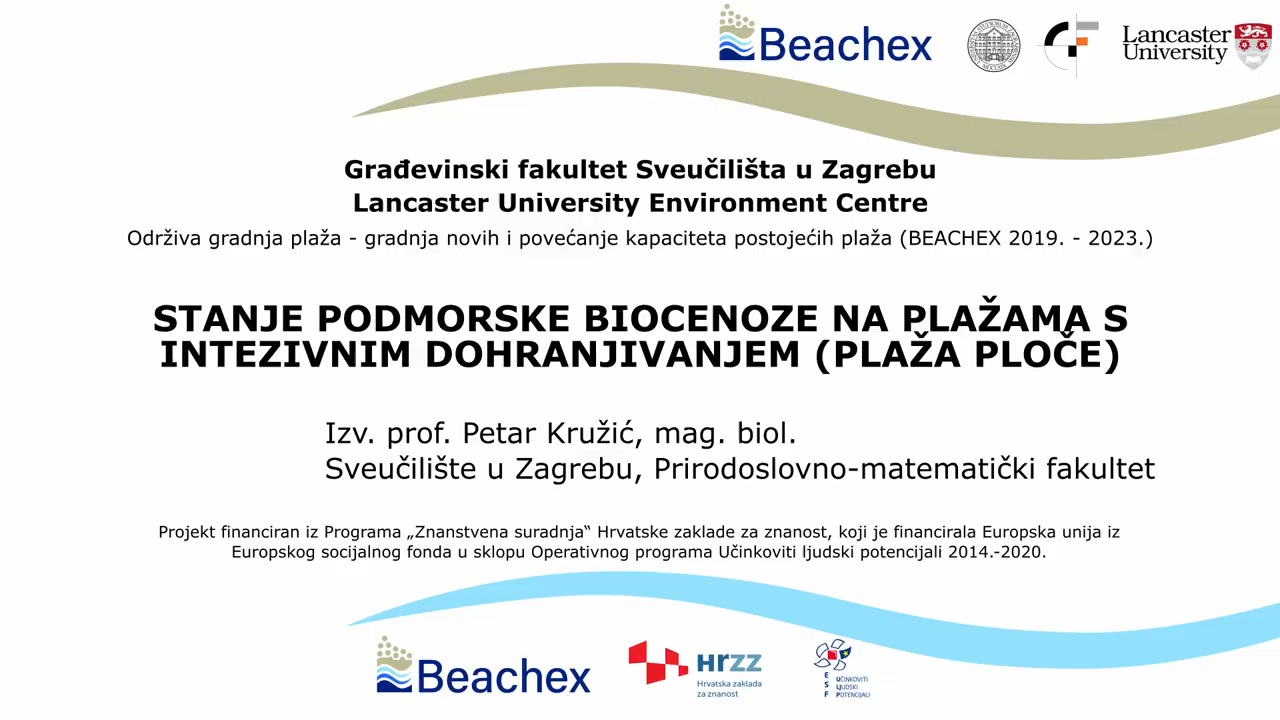 Beachex
Lancaster
University
Građevinski fakultet Sveučilišta u Zagrebu
Lancaster University Environment Centre
Održiva gradnja plaža - gradnja novih i povećanje kapaciteta postojećih plaža (BEACHEX 2019. - 2023.)
STANJE PODMORSKE BIOCENOZE NA PLAŽAMA S
INTEZIVNIM DOHRANJIVANJEM (PLAŽA PLOČE)
Izv. prof. Petar Kružić, mag. biol.
Sveučilište u Zagrebu, Prirodoslovno-matematički fakultet
Projekt financiran iz Programa „Znanstvena suradnja“ Hrvatske zaklade za znanost, koji je financirala Europska unija iz
Europskog socijalnog fonda u sklopu Operativnog programa Učinkoviti ljudski potencijali 2014.-2020.
Beachex
HRZZ
Hrvatska zaklada
za znanost
E UČINKOVITI
S LJUDSKI
F POTENCIJALI